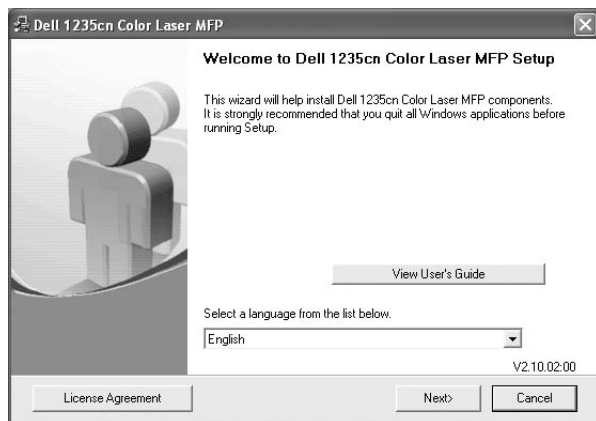 Dell 1235cn Color Laser MFP
Welcome to Dell 1235cn Color Laser MFP Setup
This wizard will help install Dell 1235cn Color Laser MFP components.
It is strongly recommended that you quit all Windows applications before
running Setup.
View User's Guide
Select a language from the list below.
English
V2.10.02:00
License Agreement
Next>
Cancel